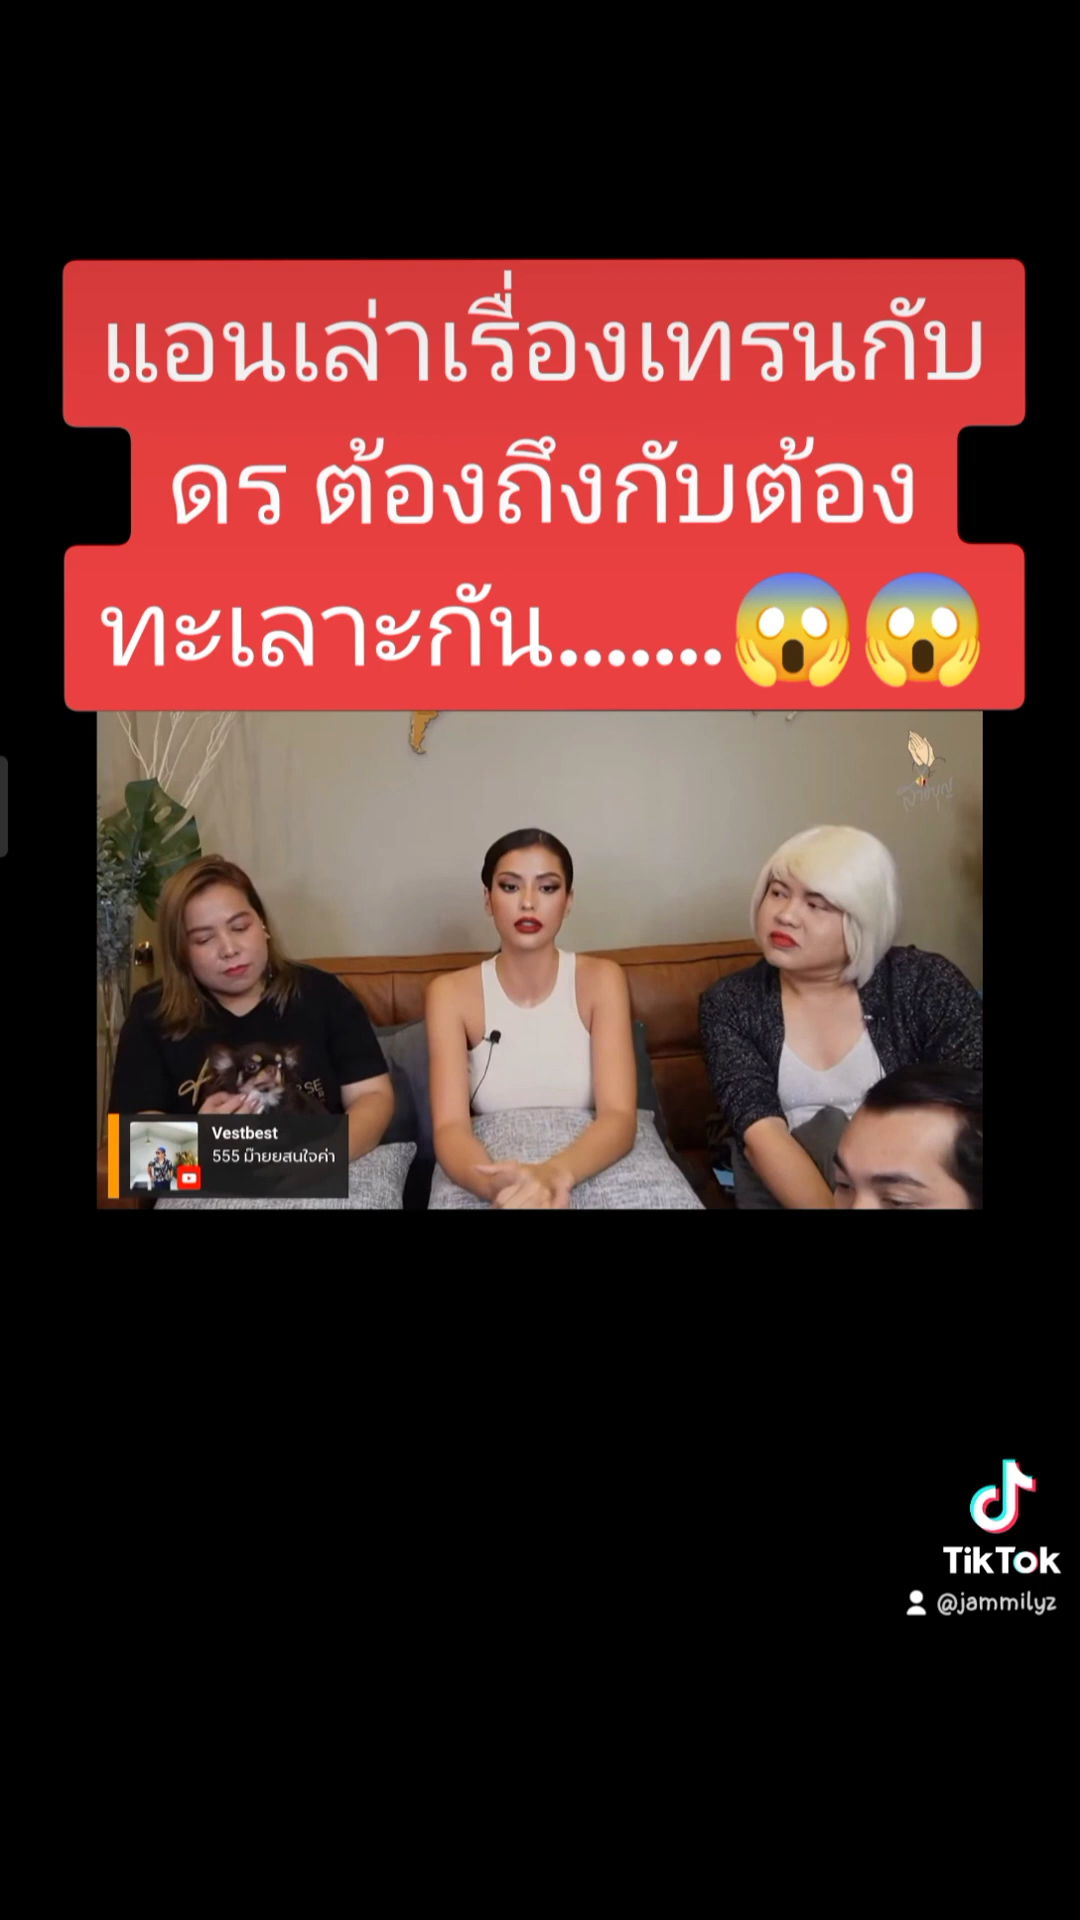 แอนเล่าเรื่องเทรนกับ
ดร ต้องถึงกับต้อง
ทะเลาะกัน.......😱😱
Vestbest
555 ม๊ายยสนใจค่า
TikTok
@jammilyz